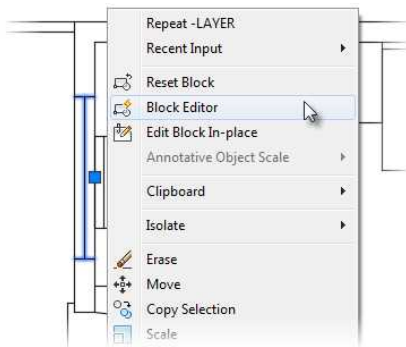 Repeat -LAYER
Recent Input
Reset Block
Block Editor
Edit Block In-place
Annotative Object Scale
Clipboard
Isolate
Erase
Move
Copy Selection
Scale